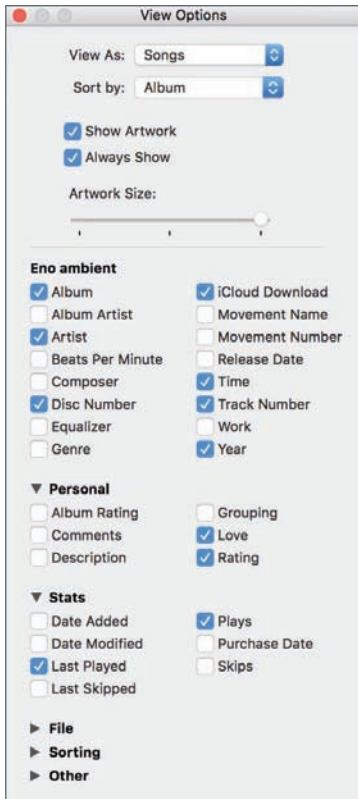 View Options
View As: Songs
Sort by: Album
Show Artwork
Always Show
Artwork Size:
Eno ambient
Album iCloud Download
Album Artist Movement Name
Artist Movement Number
Beats Per Minute Release Date
Composer Time
Disc Number Track Number
Equalizer Work
Genre Year
Personal
Album Rating Grouping
Comments Love
Description Rating
Stats
Date Added Plays
Date Modified Purchase Date
Last Played Skips
Last Skipped
File
Sorting
Other